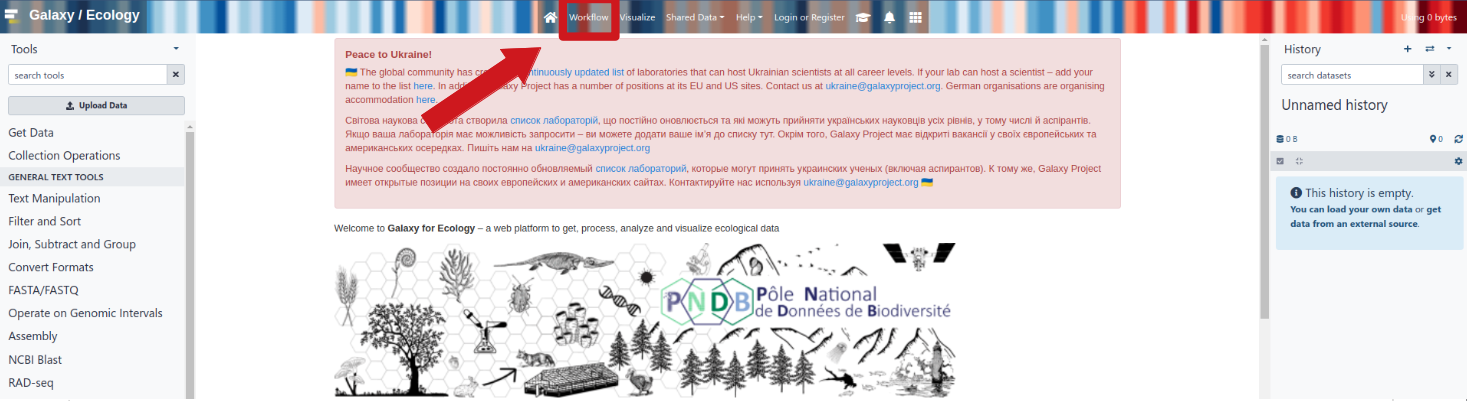 Galaxy / Ecology
Workflow
Visualize
Shared Data
Help
Login or Register
Using 0 bytes
Tools
search tools
Upload Data
Get Data
Collection Operations
GENERAL TEXT TOOLS
Text Manipulation
Filter and Sort
Join, Subtract and Group
Convert Formats
FASTA/FASTQ
Operate on Genomic Intervals
Assembly
NCBI Blast
RAD-seq
Peace to Ukraine!
The global community has ntinuously updated list of laboratories that can host Ukrainian scientists at all career levels. If your lab can host a scientist – add your
name to the list here. In alaxy Project has a number of positions at its EU and US sites. Contact us at ukraine@galaxyproject.org. German organisations are organising
accommodation here.
Світова наукова та створила список лабораторій, що постійно оновлюється та які можуть прийняти українських науковців усіх рівнів, у тому числі й аспірантів.
Якщо ваша лабораторія має можливість запросити – ви можете додати ваше ім'я до списку тут. Окрім того, Galaxy Project має відкриті вакансії у своїх європейських та
американських осередках. Пишіть нам на ukraine@galaxyproject.org
Научное сообщество создало постоянно обновляемый список лабораторий, которые могут принять украинских ученых (включая аспирантов). К тому же, Galaxy Project
имеет открытые позиции на своих европейских и американских сайтах. Контактируйте нас используя ukraine@galaxyproject.org
Welcome to Galaxy for Ecology – a web platform to get, process, analyze and visualize ecological data
PNDB
Pôle National
de Données de Biodiversité
History
search datasets
Unnamed history
0 B
0
This history is empty.
You can load your own data or get
data from an external source.